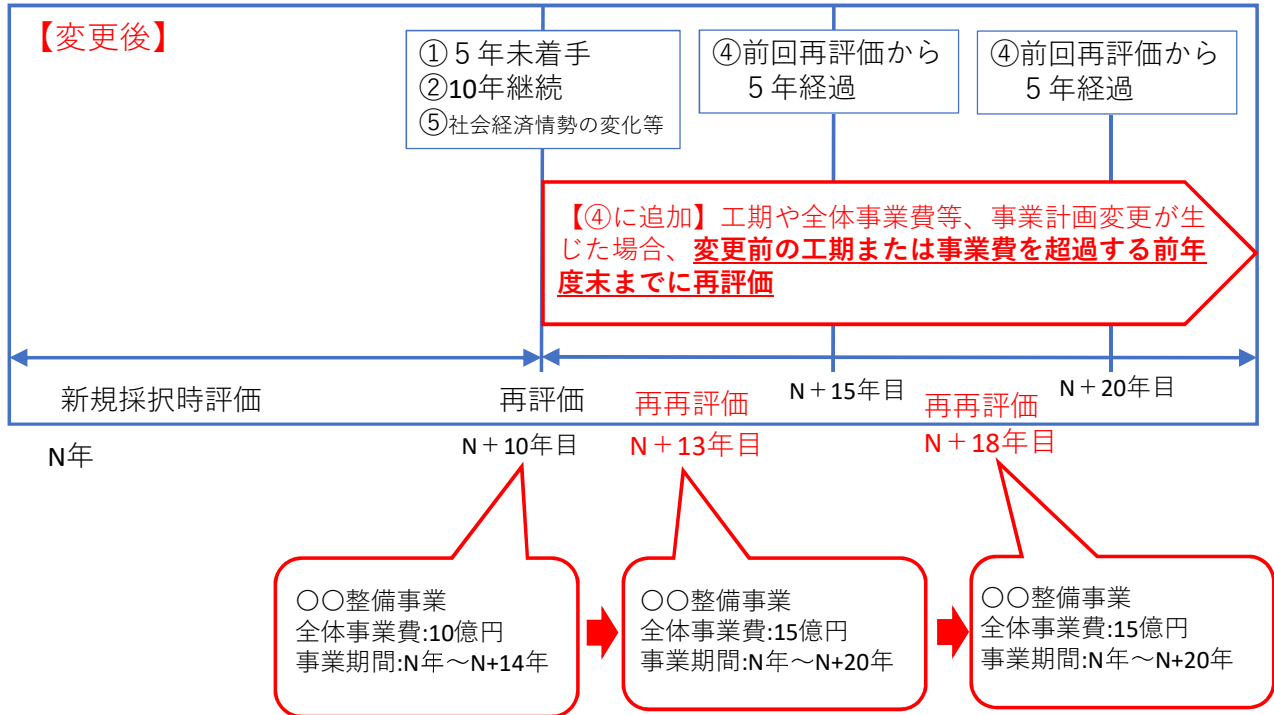 【変更後】
①５年未着手
②10年継続
⑤社会経済情勢の変化等
④前回再評価から
５年経過
④前回再評価から
５年経過
【④に追加】工期や全体事業費等、事業計画変更が生
じた場合、変更前の工期または事業費を超過する前年
度末までに再評価
新規採択時評価
再評価
再再評価
N＋15年目
再再評価
N＋20年目
N年
N＋10年目
N＋13年目
N＋18年目
○○整備事業
全体事業費:10億円
事業期間:N年～N+14年
○○整備事業
全体事業費:15億円
事業期間:N年～N+20年
○○整備事業
全体事業費:15億円
事業期間:N年～N+20年